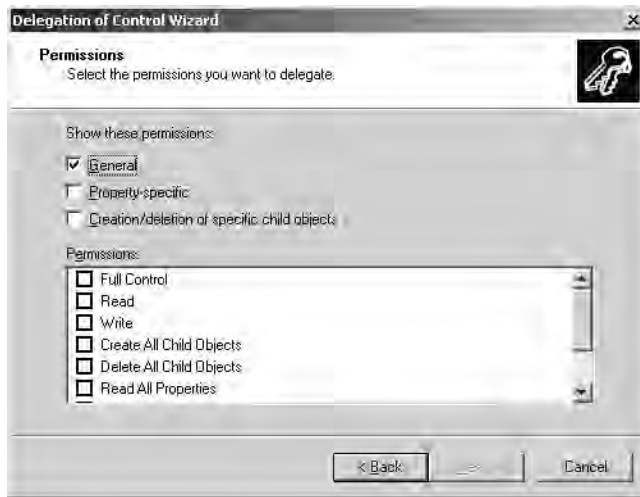 Delegation of Control Wizard
Permissions
Select the permissions you want to delegate.
Show these permissions:
General
Property-specific
Creation/deletion of specific child objects
Permissions:
Full Control
Read
Write
Create All Child Objects
Delete All Child Objects
Read All Properties
< Back > Cancel